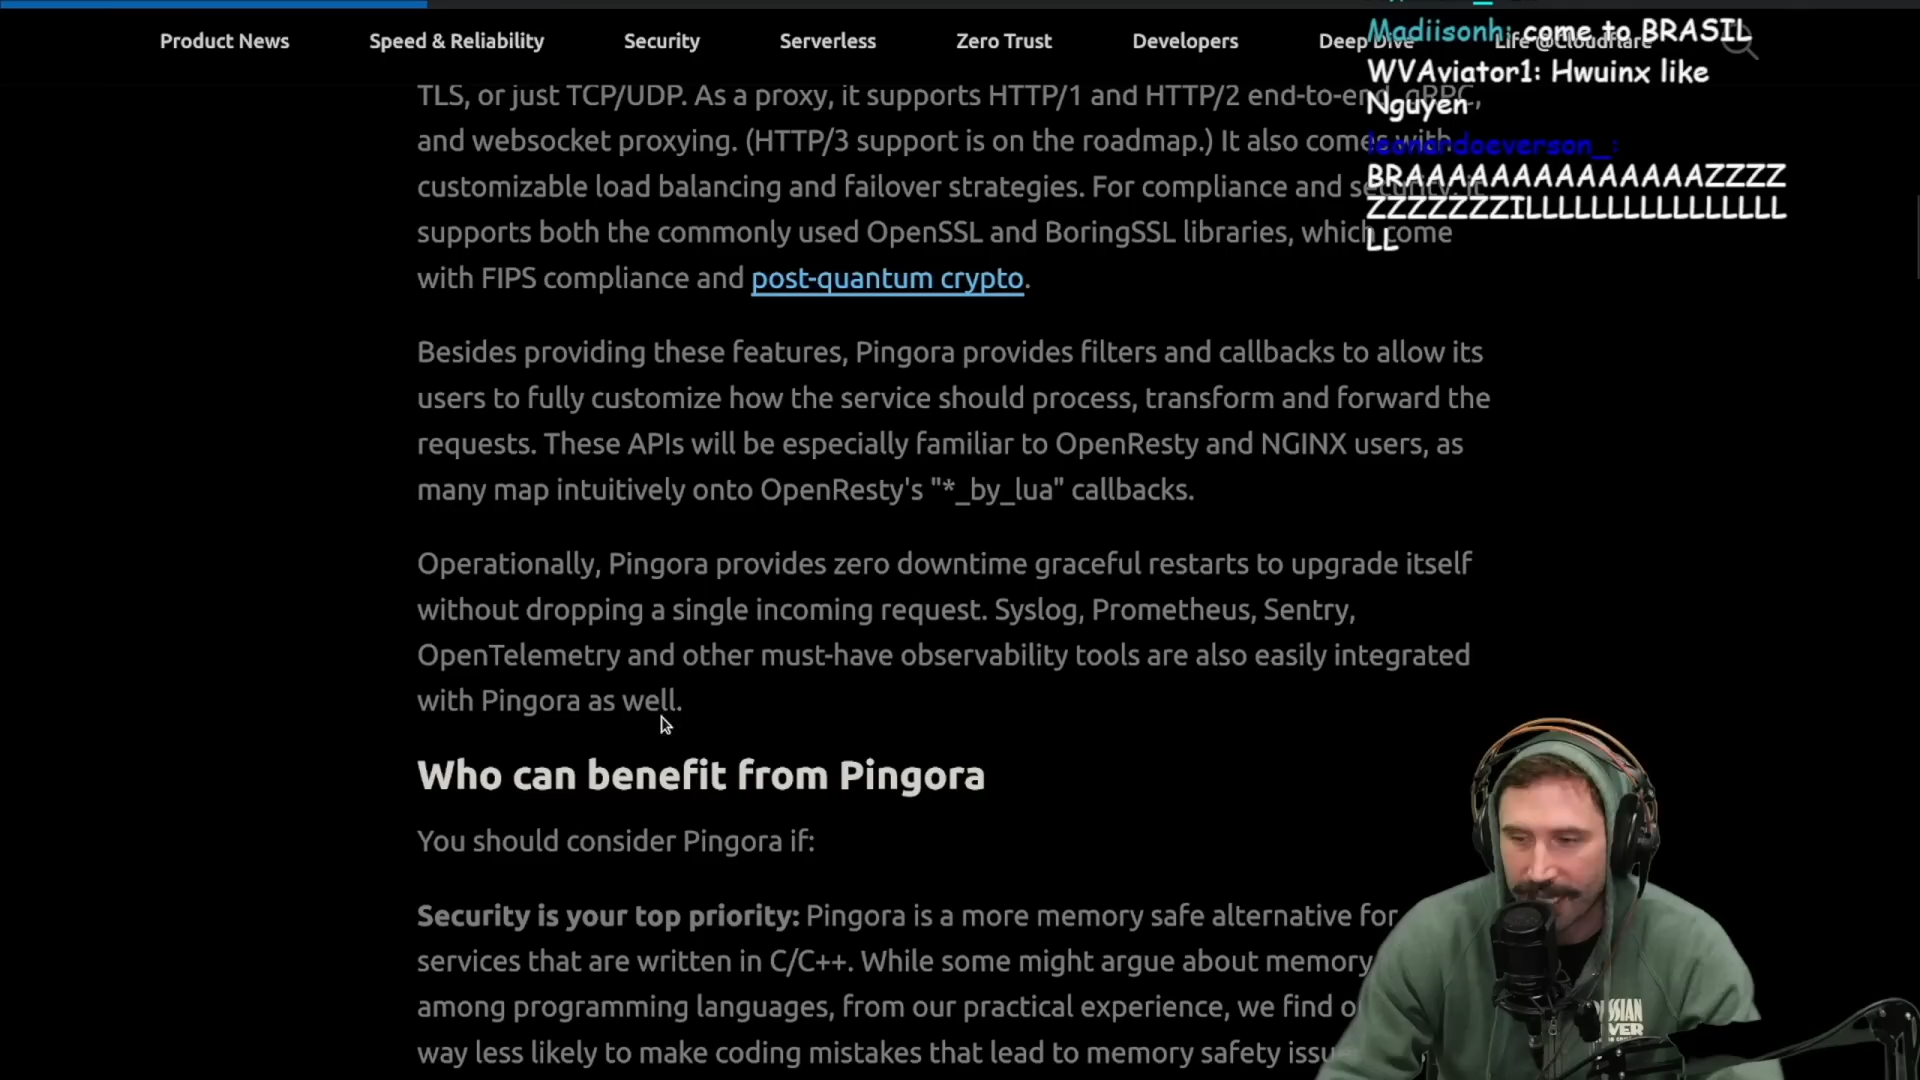 Product News Speed & Reliability Security Serverless Zero Trust Developers Deep Dive Life @Cloudflare
Madiisonh: come to BRASIL
WVAviator1: Hwuinx like
Nguyen
leonardoeverson_:
BRAAAAAAAAAAAAAAZZZZ
ZZZZZZZILLLLLLLLLLLLLLLLL
LL
TLS, or just TCP/UDP. As a proxy, it supports HTTP/1 and HTTP/2 end-to-end, gRPC,
and websocket proxying. (HTTP/3 support is on the roadmap.) It also comes with
customizable load balancing and failover strategies. For compliance and security, it
supports both the commonly used OpenSSL and BoringSSL libraries, which come
with FIPS compliance and post-quantum crypto.
Besides providing these features, Pingora provides filters and callbacks to allow its
users to fully customize how the service should process, transform and forward the
requests. These APIs will be especially familiar to OpenResty and NGINX users, as
many map intuitively onto OpenResty's "*_by_lua" callbacks.
Operationally, Pingora provides zero downtime graceful restarts to upgrade itself
without dropping a single incoming request. Syslog, Prometheus, Sentry,
OpenTelemetry and other must-have observability tools are also easily integrated
with Pingora as well.
Who can benefit from Pingora
You should consider Pingora if:
Security is your top priority: Pingora is a more memory safe alternative for
services that are written in C/C++. While some might argue about memory
among programming languages, from our practical experience, we find
way less likely to make coding mistakes that lead to memory safety